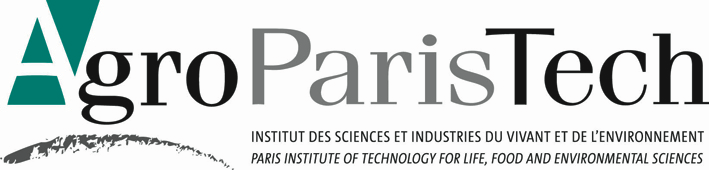 AgroParisTech
INSTITUT DES SCIENCES ET INDUSTRIES DU VIVANT ET DE L'ENVIRONNEMENT
PARIS INSTITUTE OF TECHNOLOGY FOR LIFE, FOOD AND ENVIRONMENTAL SCIENCES